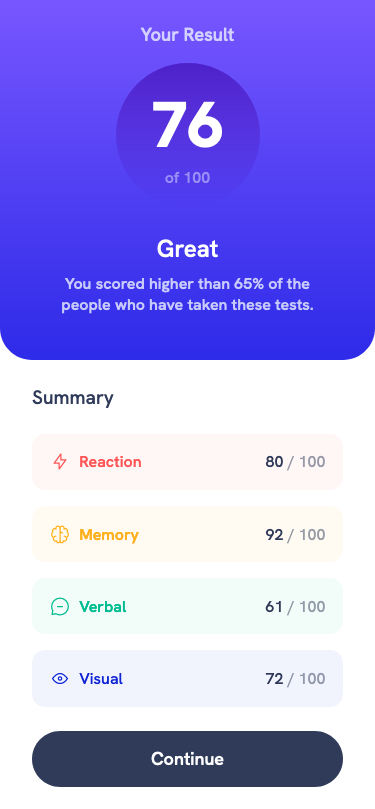 Your Result
76
of 100
Great
You scored higher than 65% of the
people who have taken these tests.
Summary
Reaction 80 / 100
Memory 92 / 100
Verbal 61 / 100
Visual 72 / 100
Continue